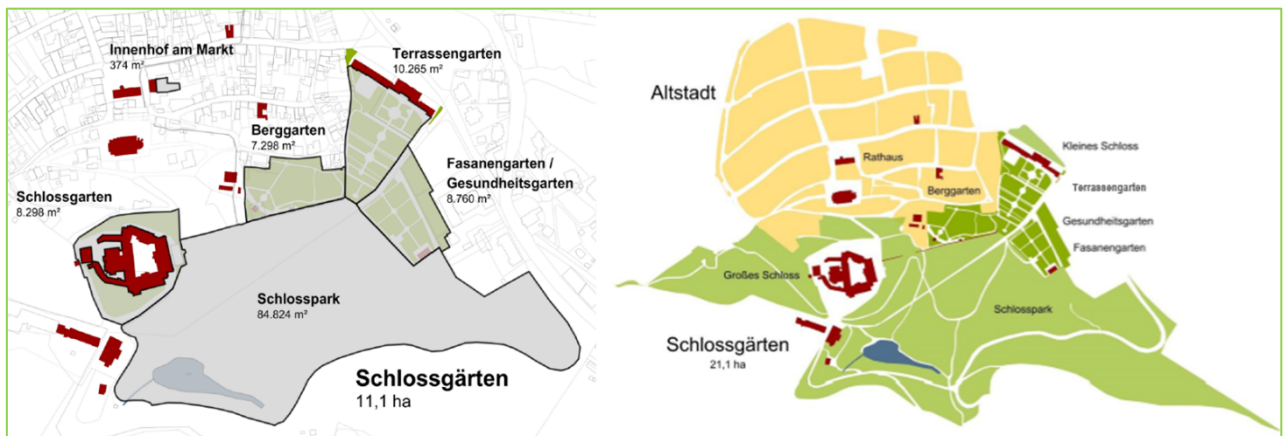 Innenhof am Markt
374 m²
Terrassengarten
10.265 m²
Berggarten
7.298 m²
Fasanengarten /
Gesundheitsgarten
8.760 m²
Schlossgarten
8.298 m²
Schlosspark
84.824 m²
Schlossgärten
11,1 ha
Altstadt
Kleines Schloss
Rathaus
Terrassengarten
Berggarten
Gesundheitsgarten
Fasanengarten
Großes Schloss
Schlosspark
Schlossgärten
21,1 ha